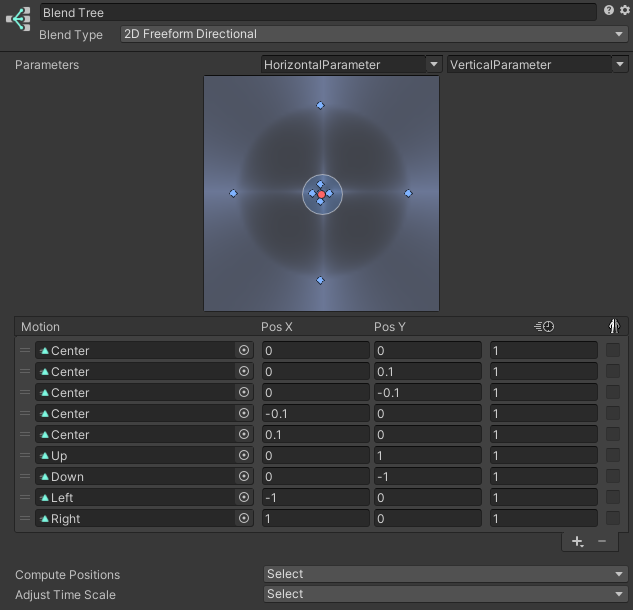 Blend Tree
Blend Type 2D Freeform Directional
Parameters HorizontalParameter VerticalParameter
Motion Pos X Pos Y
Center 0 0 1
Center 0 0.1 1
Center 0 -0.1 1
Center -0.1 0 1
Center 0.1 0 1
Up 0 1 1
Down 0 -1 1
Left -1 0 1
Right 1 0 1
Compute Positions Select
Adjust Time Scale Select